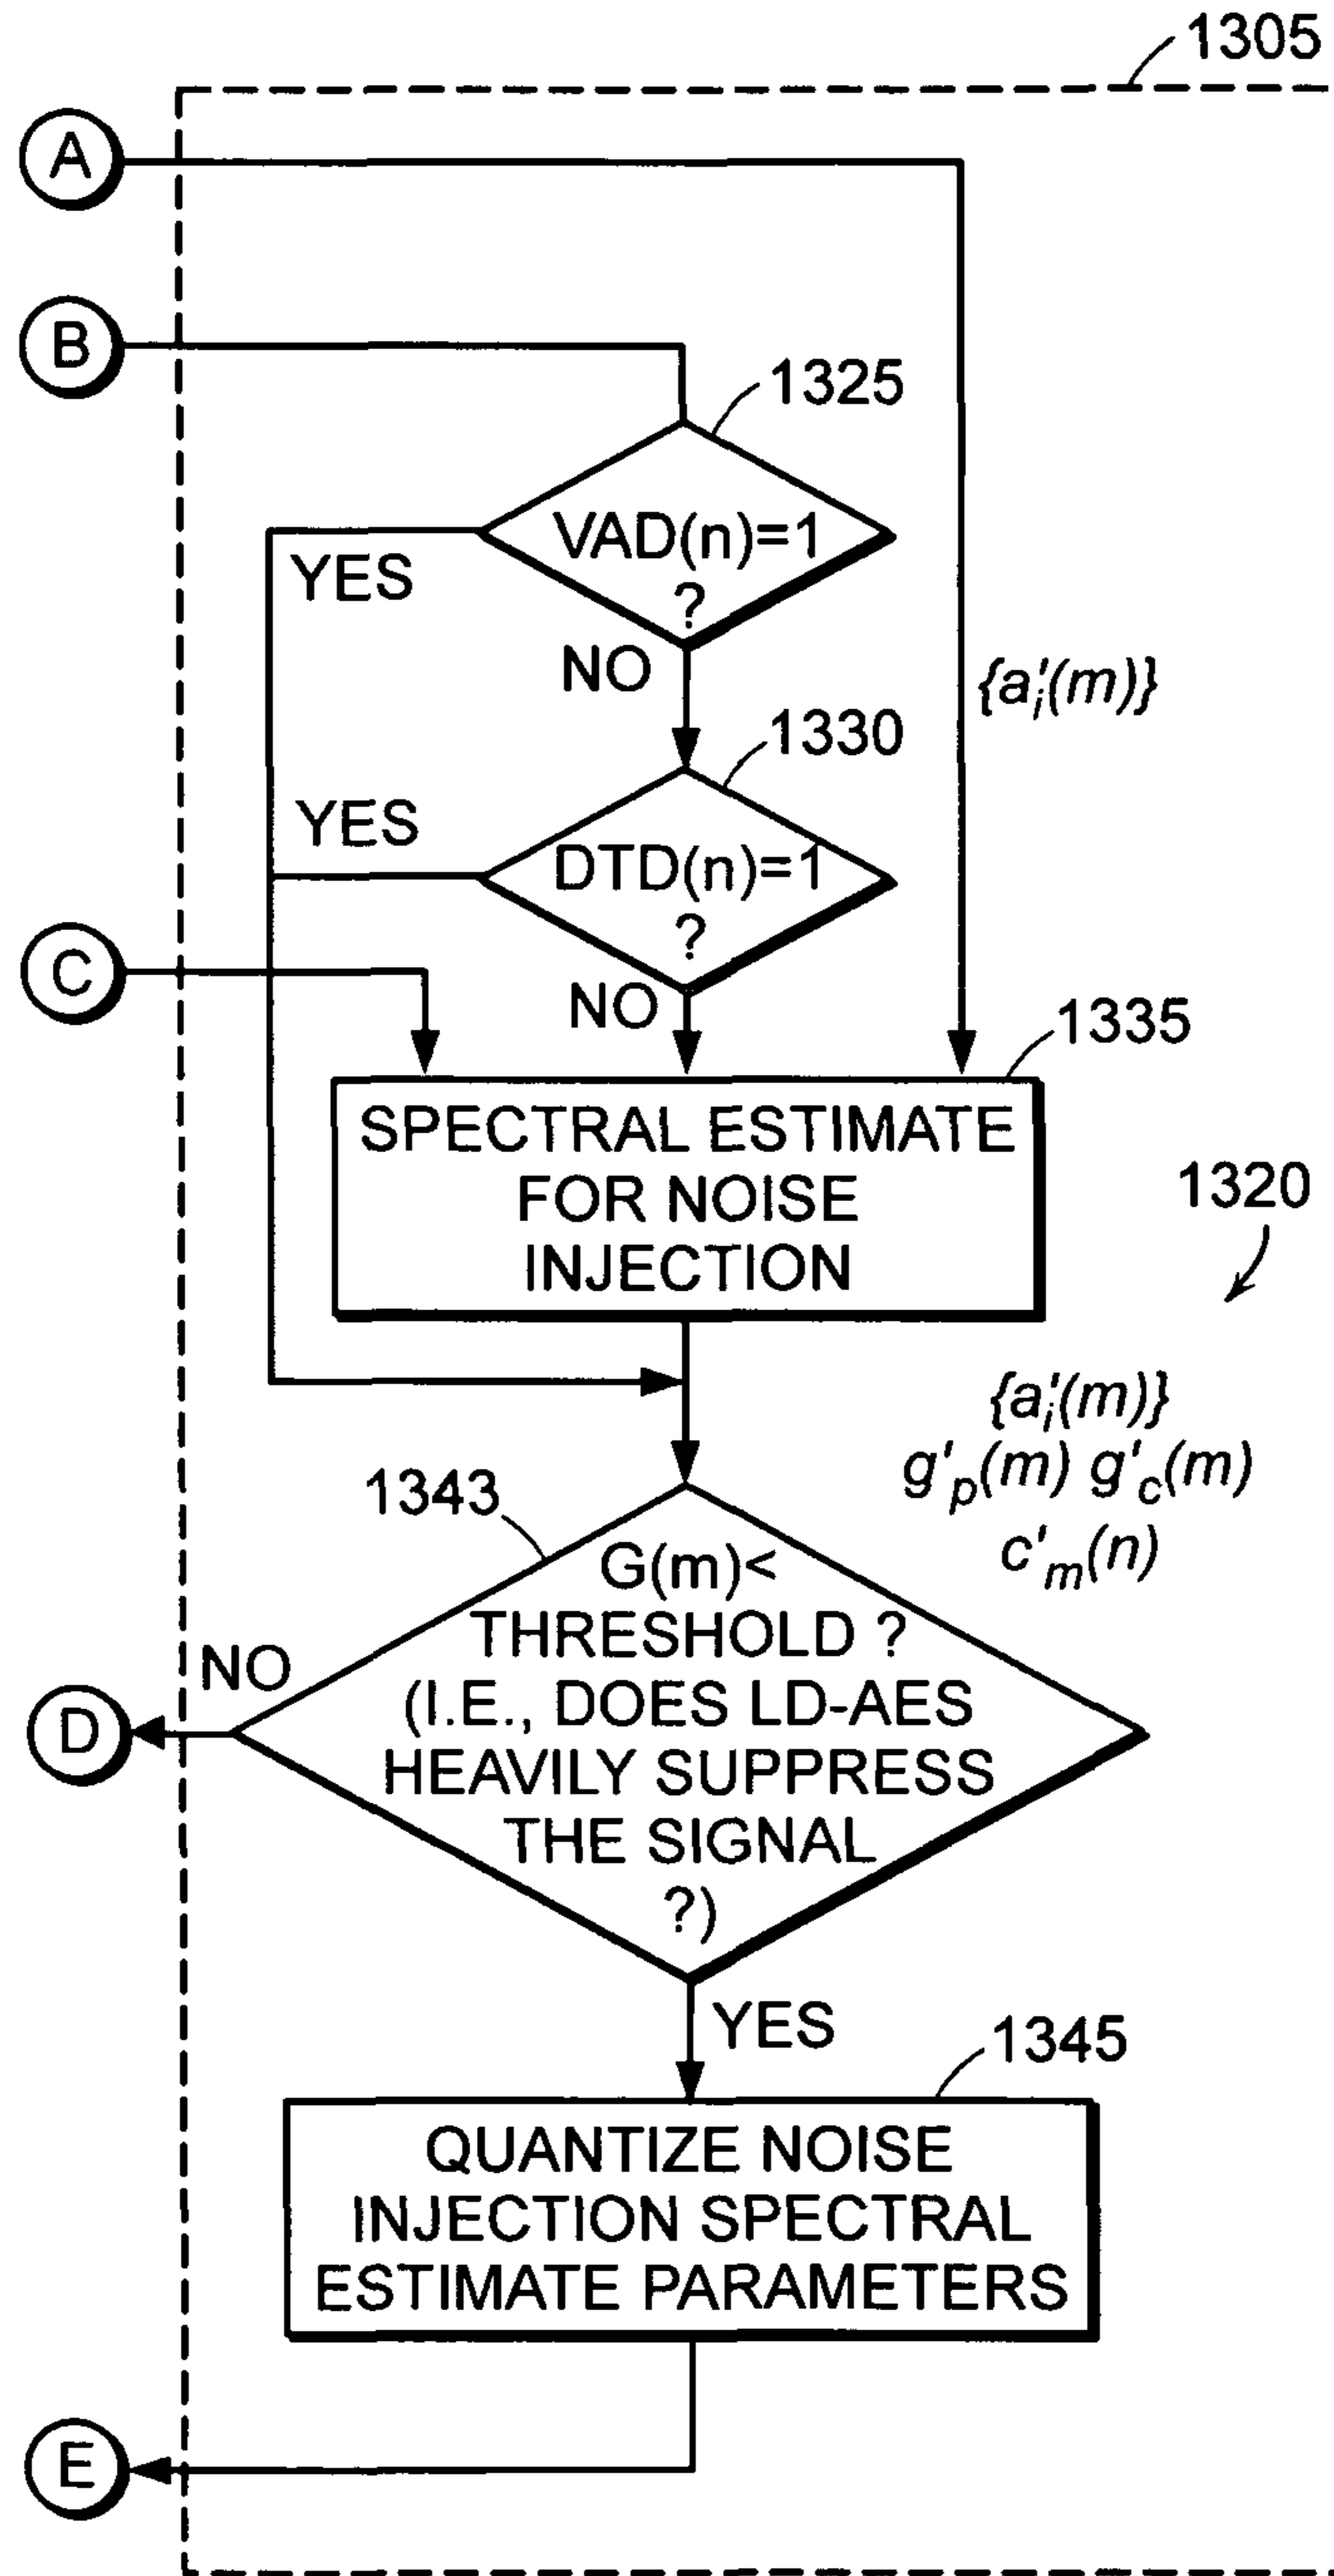 1305
A
B
1325
VAD(n)=1
?
YES
NO
{a'i(m)}
1330
YES
DTD(n)=1
?
C
NO
1335
SPECTRAL ESTIMATE
FOR NOISE
INJECTION
1320
{a'i(m)}
g'p(m) g'c(m)
c'm(n)
1343
G(m)<
THRESHOLD ?
(I.E., DOES LD-AES
HEAVILY SUPPRESS
THE SIGNAL
?)
NO
D
YES
1345
QUANTIZE NOISE
INJECTION SPECTRAL
ESTIMATE PARAMETERS
E